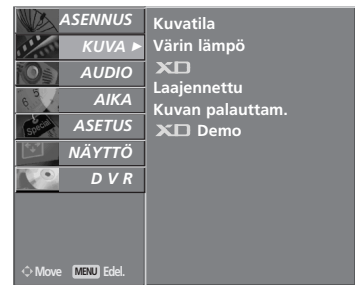 ASENNUS
KUVA ►
AUDIO
AIKA
ASETUS
NÄYTTÖ
D V R
Move MENU Edel.
Kuvatila
Värin lämpö
XD
Laajennettu
Kuvan palauttam.
XD Demo